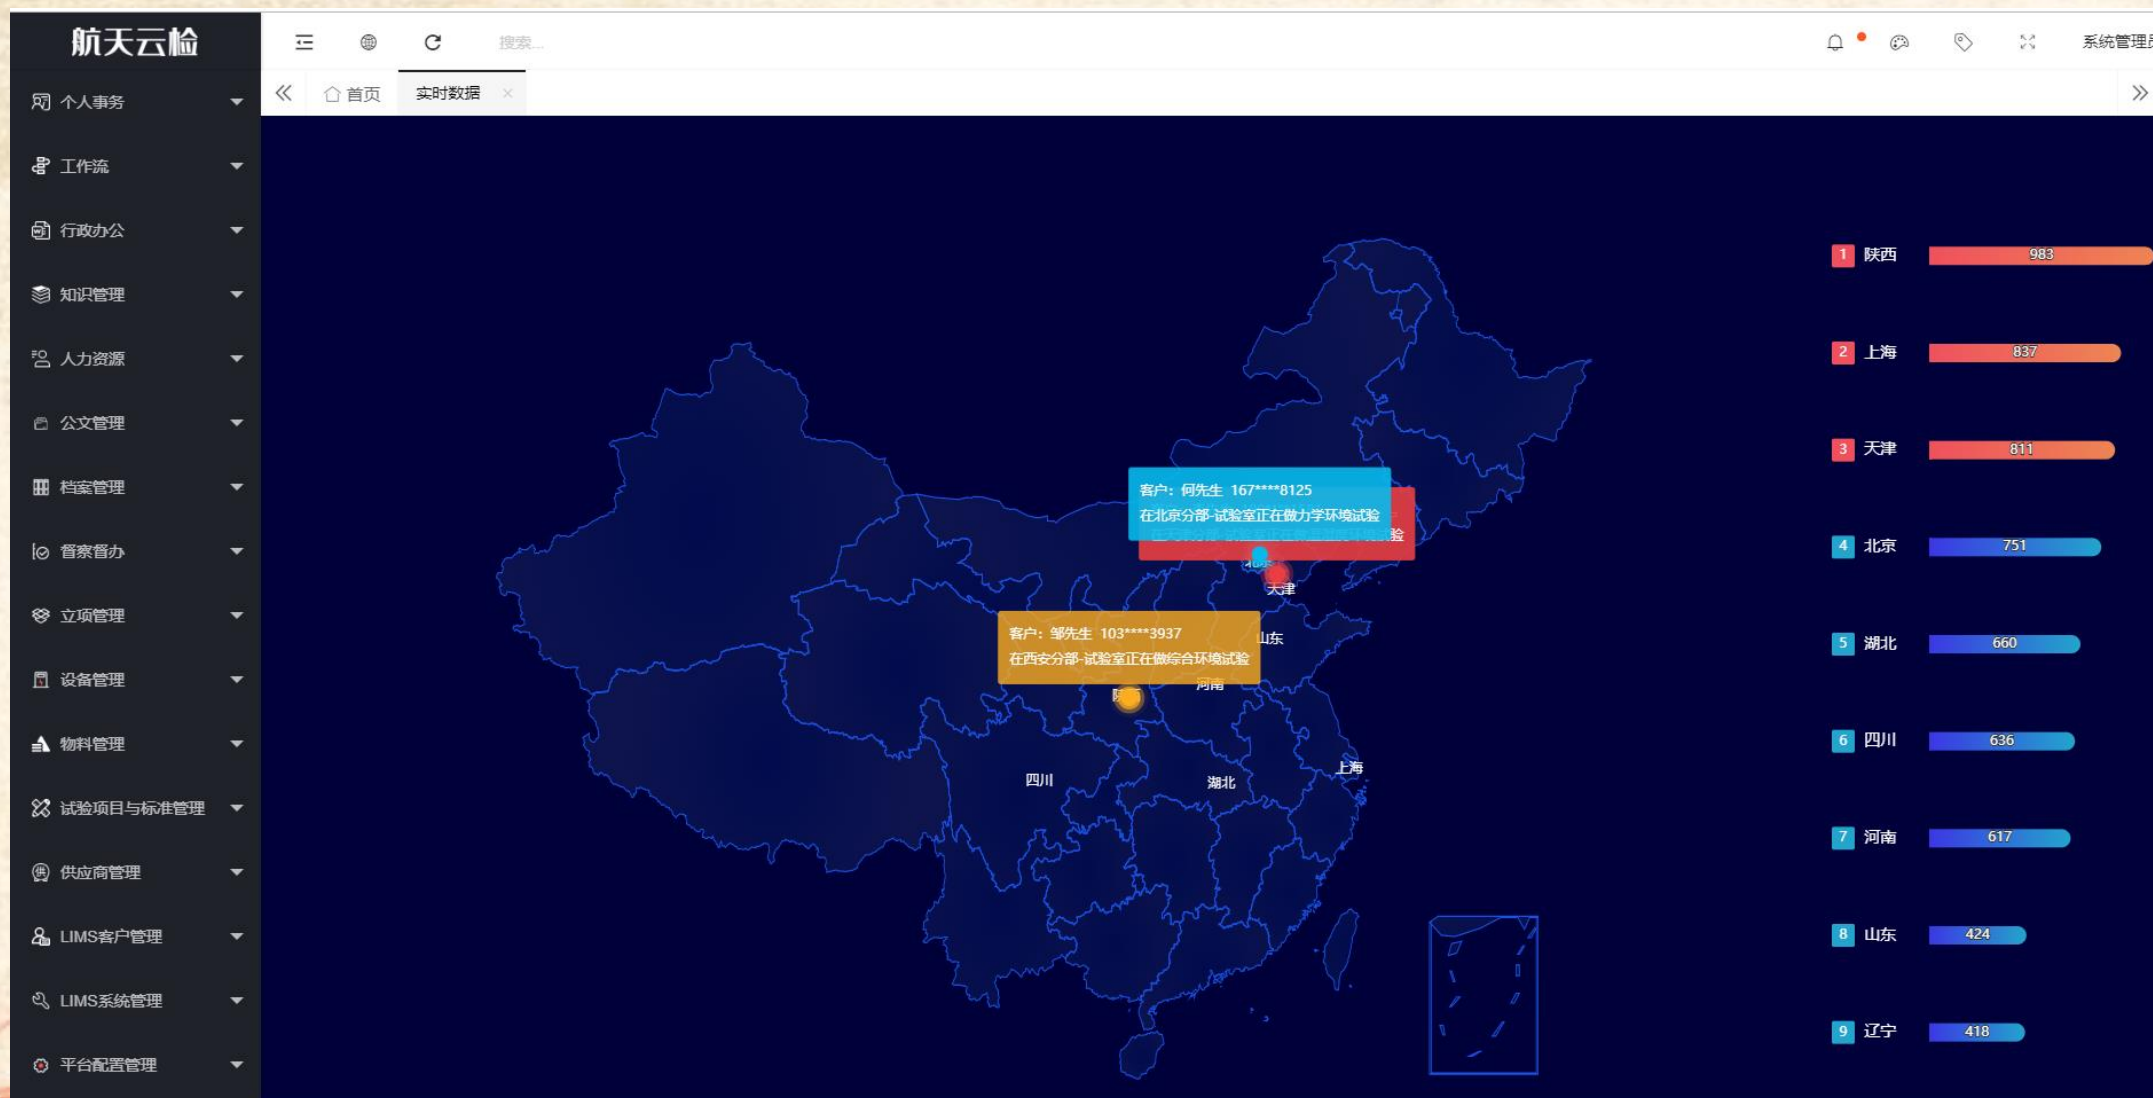 航天云检
搜索...
系统管理员
首页
实时数据
个人事务
工作流
行政办公
知识管理
人力资源
公文管理
档案管理
督察督办
立项管理
设备管理
物料管理
试验项目与标准管理
供应商管理
LIMS客户管理
LIMS系统管理
平台配置管理
客户：何先生 167****8125
在北京分部-试验室正在做力学环境试验
验
北京
天津
客户：邹先生 103****3937
在西安分部-试验室正在做综合环境试验
山东
河南
四川
湖北
上海
1 陕西 983
2 上海 837
3 天津 811
4 北京 751
5 湖北 660
6 四川 636
7 河南 617
8 山东 424
9 辽宁 418